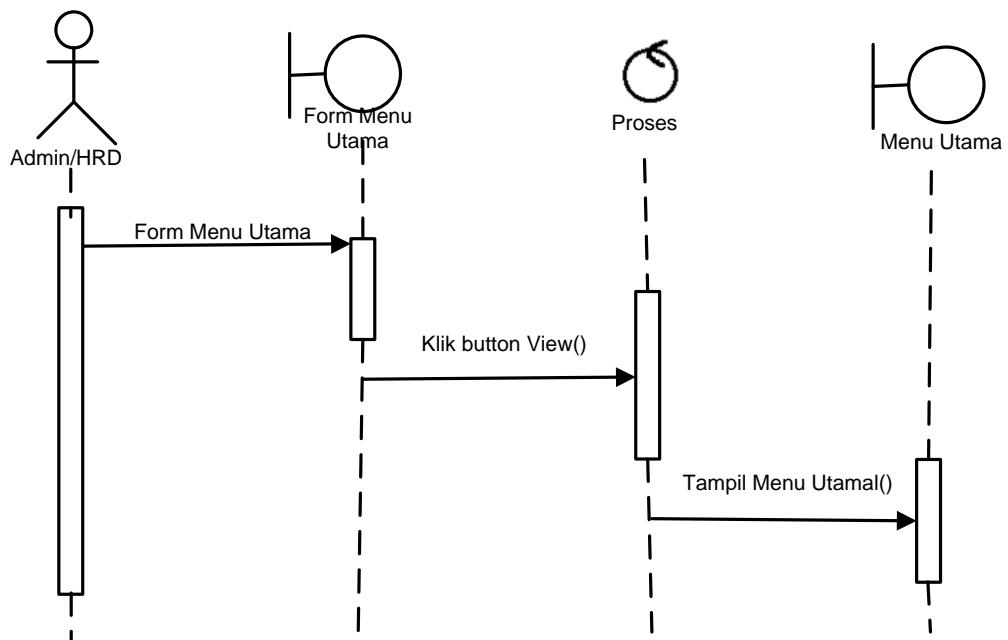 Form Menu
Utama
Proses
Menu Utama
Admin/HRD
Form Menu Utama
Klik button View()
Tampil Menu Utamal()